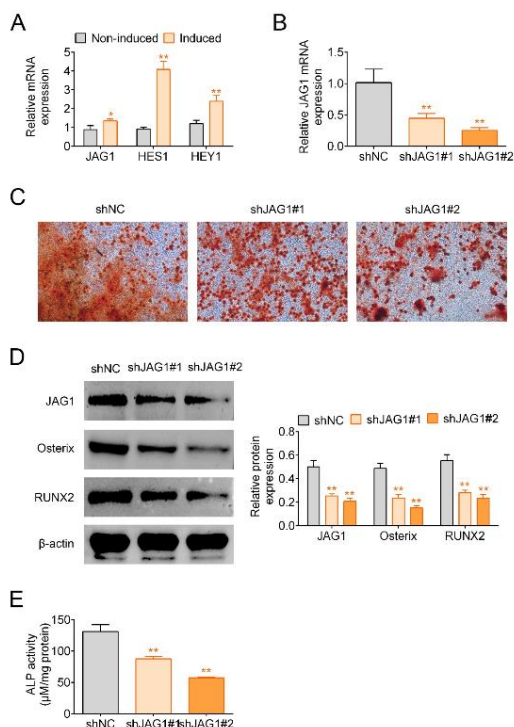 A
Non-induced Induced
Relative mRNA
expression
5
4
3
2
1
0
*
**
**
JAG1 HES1 HEY1
B
Relative JAG1 mRNA
expression
1.5
1.0
0.5
0.0
**
**
shNC shJAG1#1 shJAG1#2
C
shNC shJAG1#1 shJAG1#2
D
shNC shJAG1#1 shJAG1#2
JAG1
Osterix
RUNX2
β-actin
shNC shJAG1#1 shJAG1#2
Relative protein
expression
0.8
0.6
0.4
0.2
0.0
** **
** **
** **
JAG1 Osterix RUNX2
E
ALP activity
(μM/mg protein)
150
100
50
0
**
**
shNC shJAG1#1 shJAG1#2